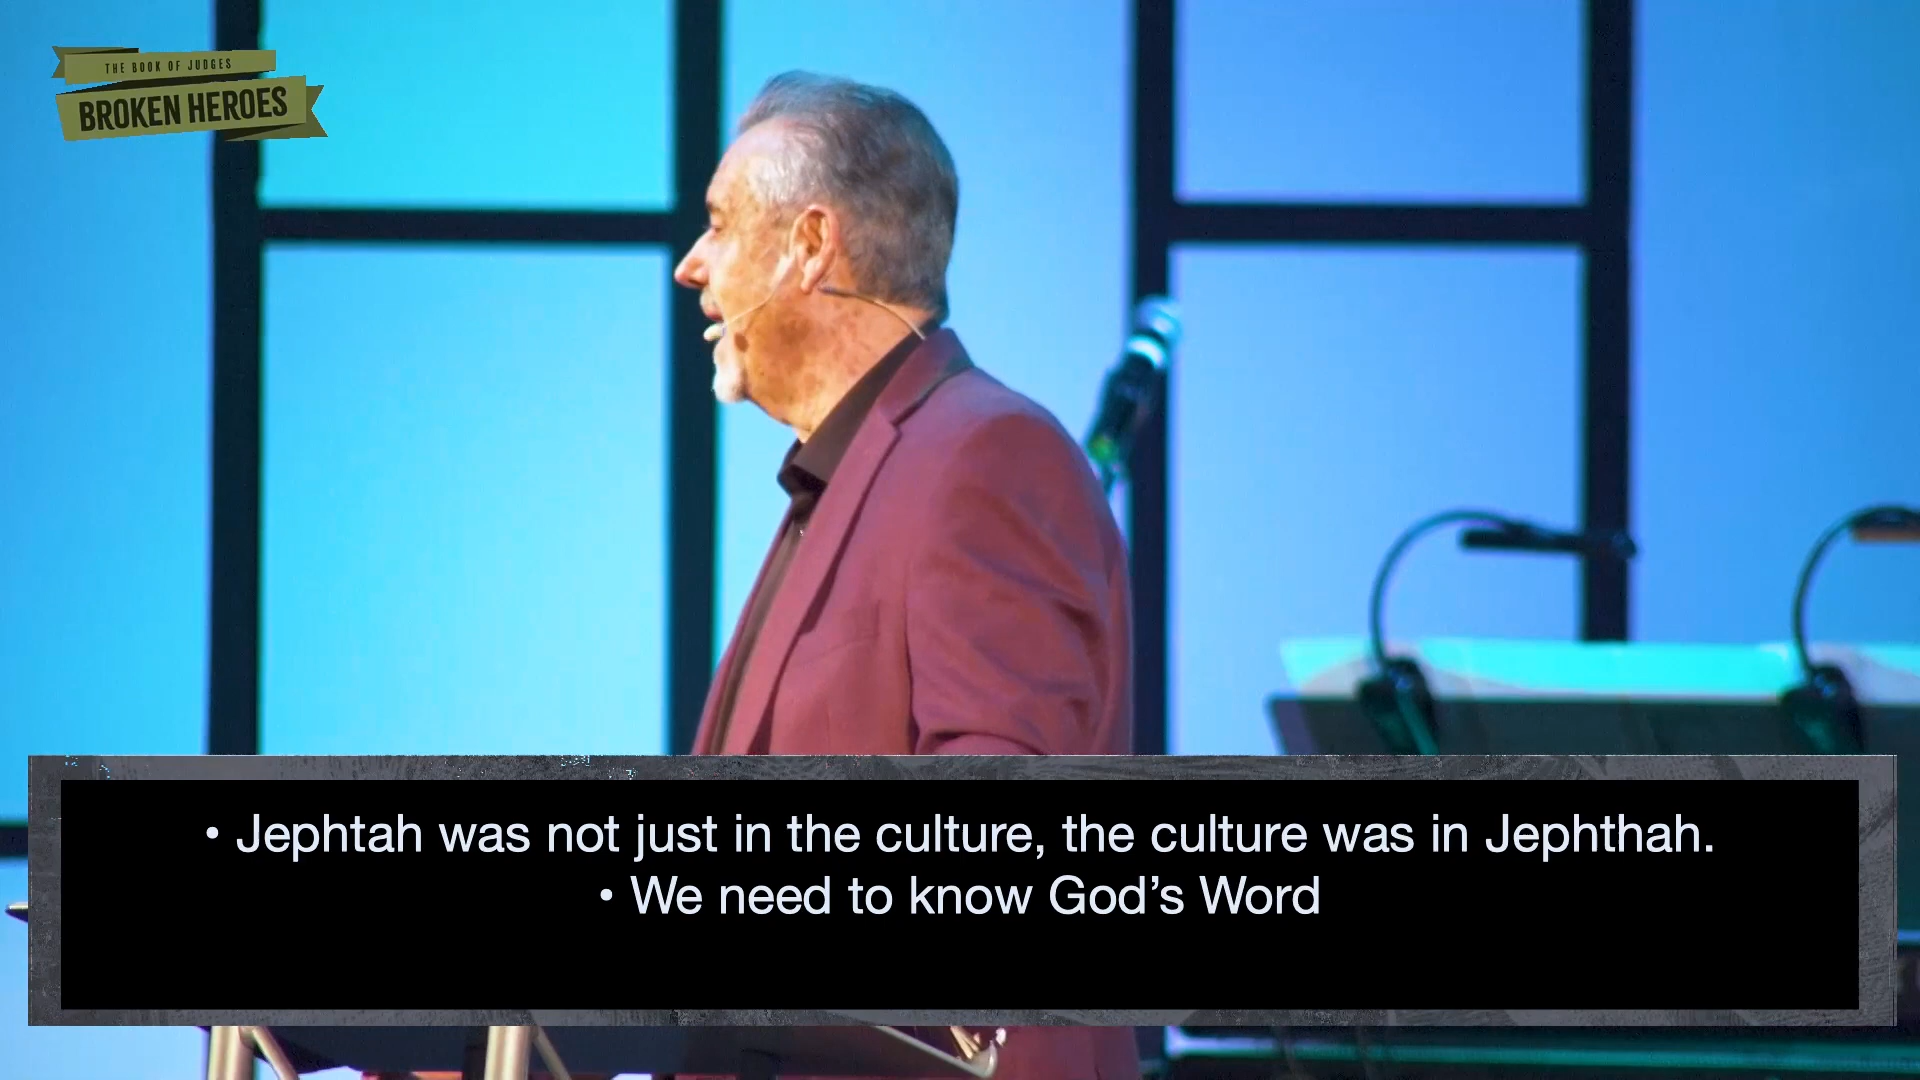 THE BOOK OF JUDGES
BROKEN HEROES
• Jephtah was not just in the culture, the culture was in Jephthah.
• We need to know God’s Word